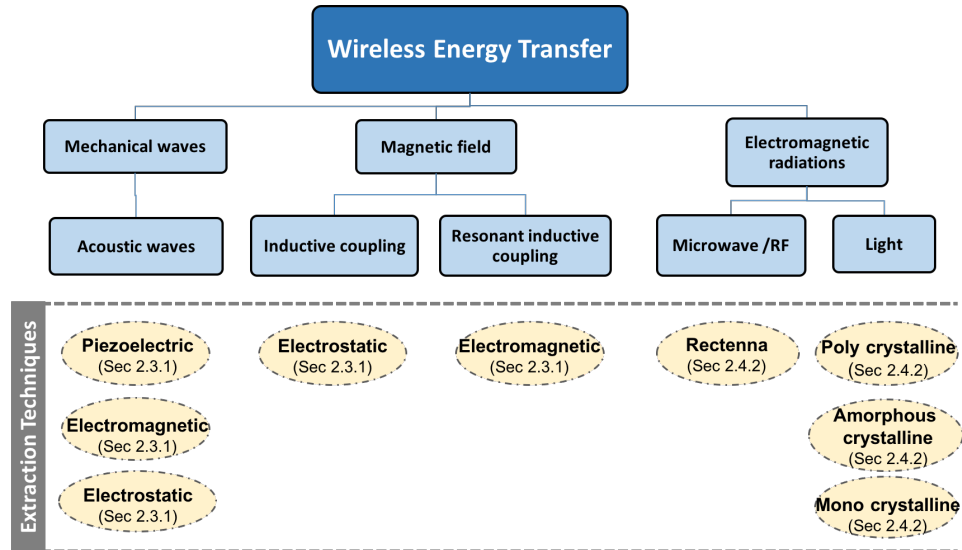 Wireless Energy Transfer
Mechanical waves
Magnetic field
Electromagnetic
radiations
Acoustic waves
Inductive coupling
Resonant inductive
coupling
Microwave /RF
Light
Extraction Techniques
Piezoelectric
(Sec 2.3.1)
Electrostatic
(Sec 2.3.1)
Electromagnetic
(Sec 2.3.1)
Rectenna
(Sec 2.4.2)
Poly crystalline
(Sec 2.4.2)
Electromagnetic
(Sec 2.3.1)
Amorphous
crystalline
(Sec 2.4.2)
Electrostatic
(Sec 2.3.1)
Mono crystalline
(Sec 2.4.2)